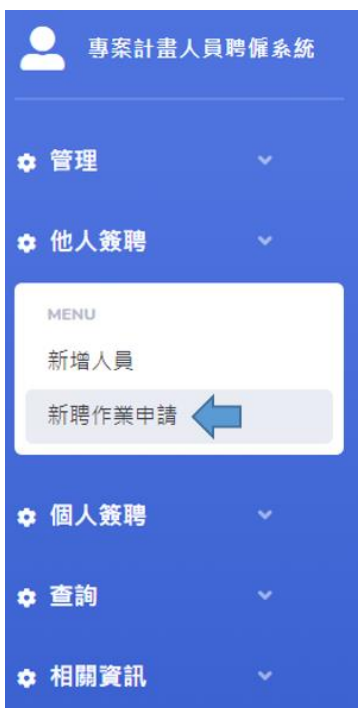 專案計畫人員聘僱系統
管理
他人簽聘
MENU
新增人員
新聘作業申請
個人簽聘
查詢
相關資訊